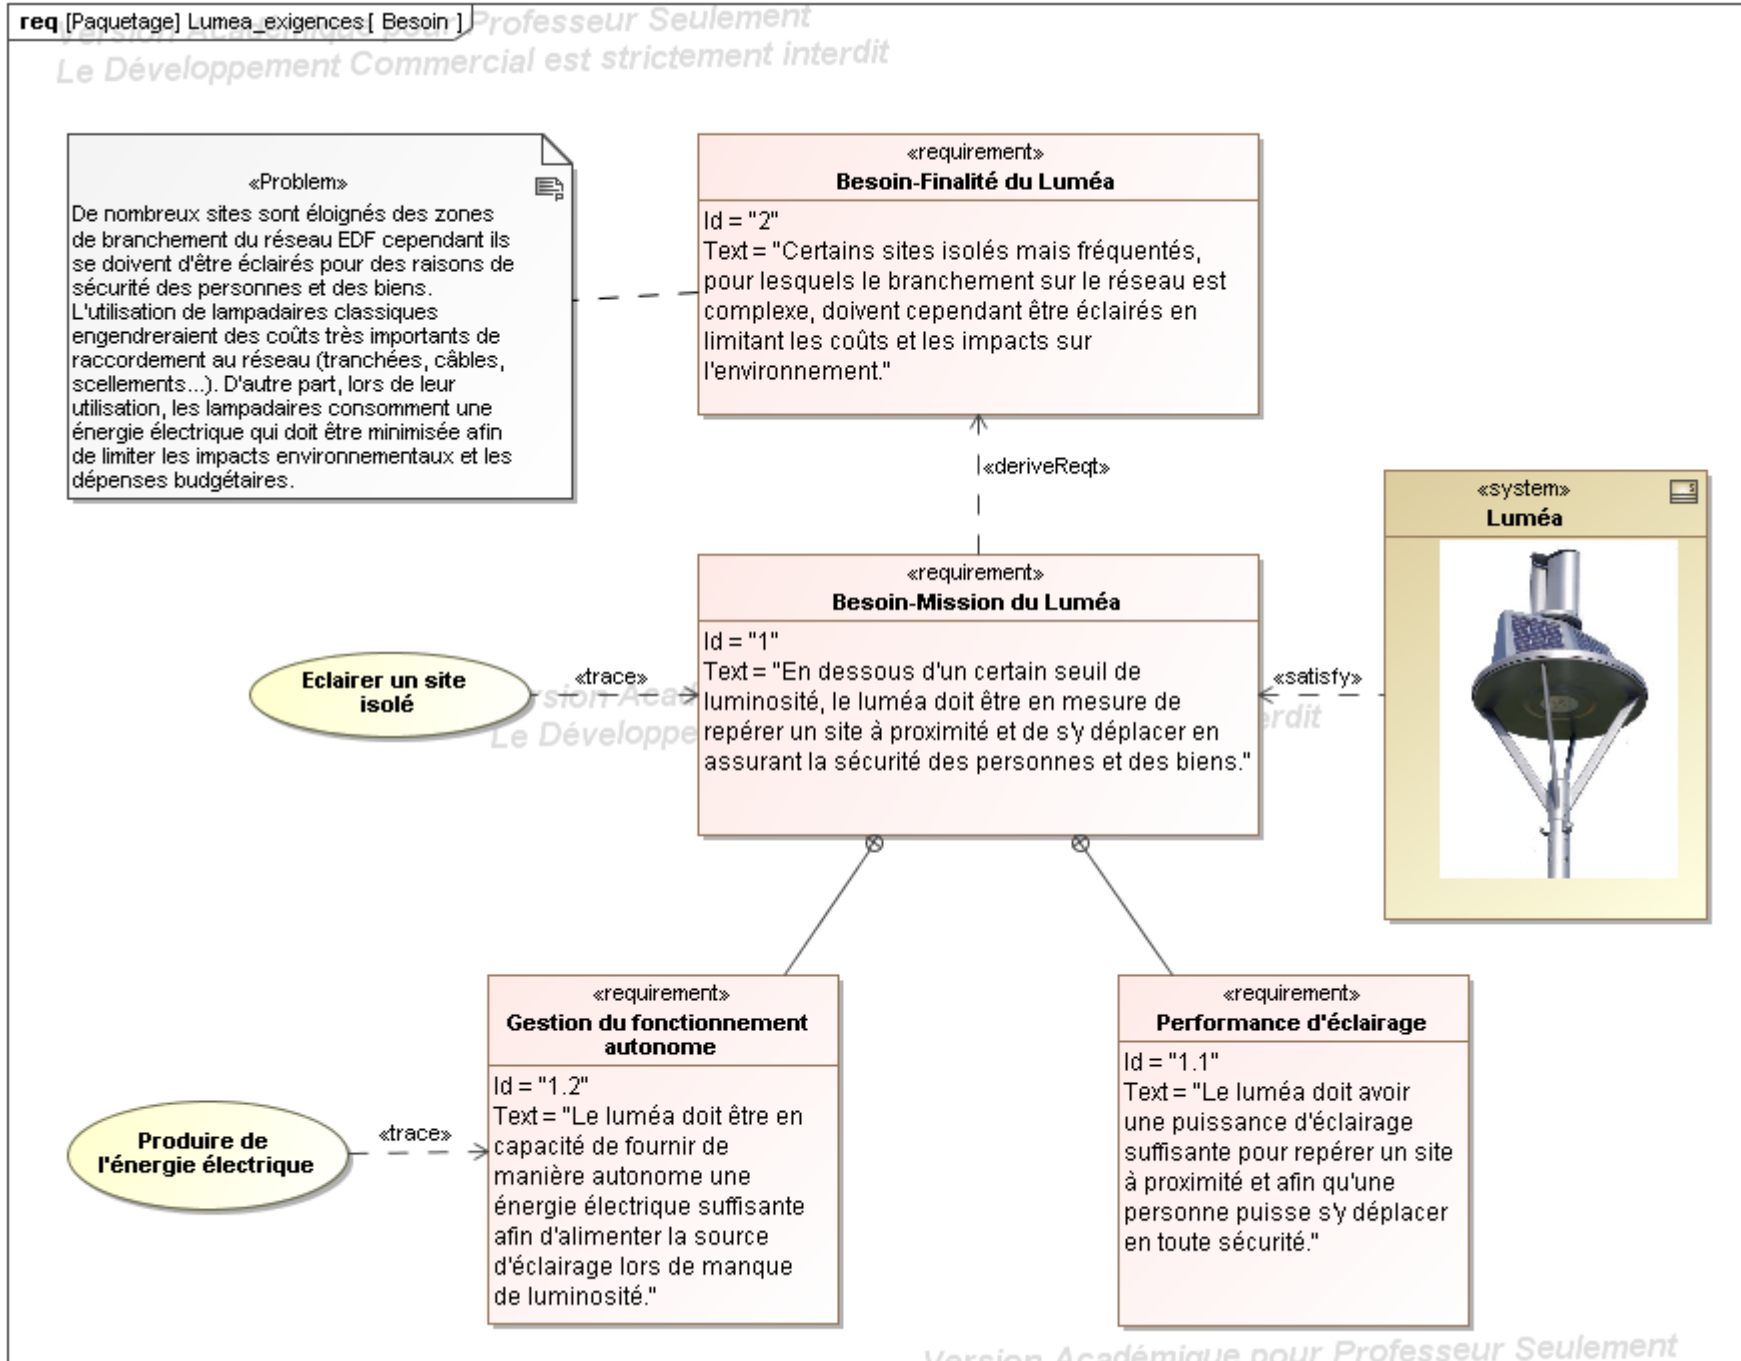 req [Paquetage] Lumea_exigences [ Besoin ]
Version Académique pour Professeur Seulement
Le Développement Commercial est strictement interdit
«Problem»
De nombreux sites sont éloignés des zones
de branchement du réseau EDF cependant ils
se doivent d'être éclairés pour des raisons de
sécurité des personnes et des biens.
L'utilisation de lampadaires classiques
engendreraient des coûts très importants de
raccordement au réseau (tranchées, câbles,
scellements...). D'autre part, lors de leur
utilisation, les lampadaires consomment une
énergie électrique qui doit être minimisée afin
de limiter les impacts environnementaux et les
dépenses budgétaires.
«requirement»
Besoin-Finalité du Luméa
Id = "2"
Text = "Certains sites isolés mais fréquentés,
pour lesquels le branchement sur le réseau est
complexe, doivent cependant être éclairés en
limitant les coûts et les impacts sur
l'environnement."
«deriveReqt»
«system»
Luméa
«requirement»
Besoin-Mission du Luméa
Id = "1"
Text = "En dessous d'un certain seuil de
luminosité, le luméa doit être en mesure de
repérer un site à proximité et de s'y déplacer en
assurant la sécurité des personnes et des biens."
Eclairer un site
isolé
«trace»
«satisfy»
rsion Aca
Le Développe
erdit
«requirement»
Gestion du fonctionnement
autonome
Id = "1.2"
Text = "Le luméa doit être en
capacité de fournir de
manière autonome une
énergie électrique suffisante
afin d'alimenter la source
d'éclairage lors de manque
de luminosité."
Produire de
l'énergie électrique
«trace»
«requirement»
Performance d'éclairage
Id = "1.1"
Text = "Le luméa doit avoir
une puissance d'éclairage
suffisante pour repérer un site
à proximité et afin qu'une
personne puisse s'y déplacer
en toute sécurité."
Version Académique pour Professeur Seulement